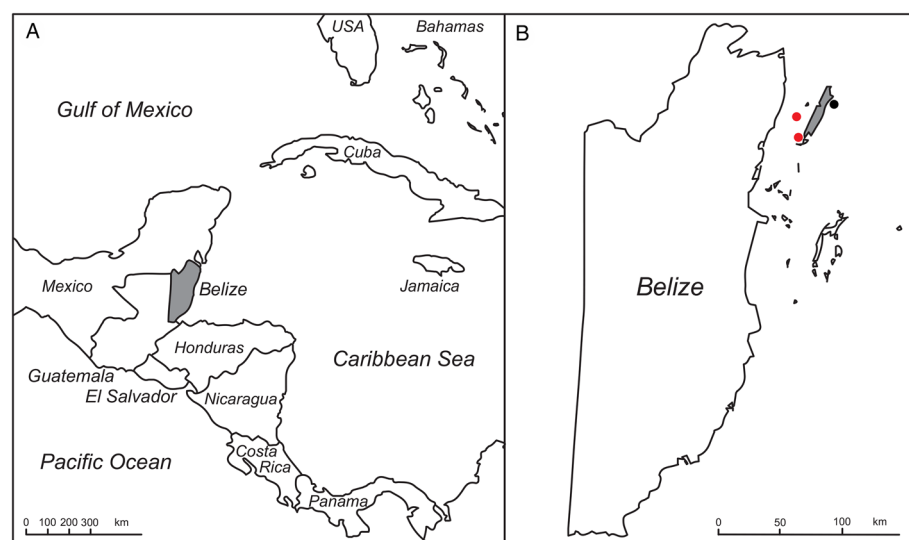 A
USA
Bahamas
Gulf of Mexico
Cuba
Mexico
Belize
Jamaica
Honduras
Caribbean Sea
Guatemala
El Salvador
Nicaragua
Pacific Ocean
Costa
Rica
Panama
0 100 200 300 km
B
Belize
0 50 100 km